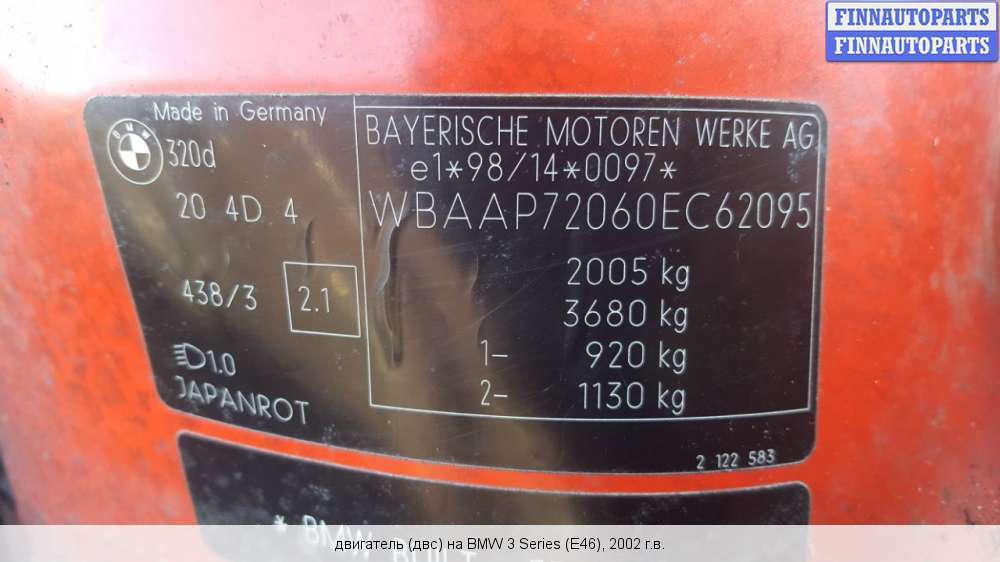 FINNAUTOPARTS
FINNAUTOPARTS
Made in Germany
BMW
320d
20 4D 4
438/3 2.1
D1.0
JAPANROT
BAYERISCHE MOTOREN WERKE AG
e1*98/14*0097*
WBAAP72060EC62095
2005 kg
3680 kg
1- 920 kg
2- 1130 kg
2 122 583
* BMW
двигатель (двс) на BMW 3 Series (E46), 2002 г.в.